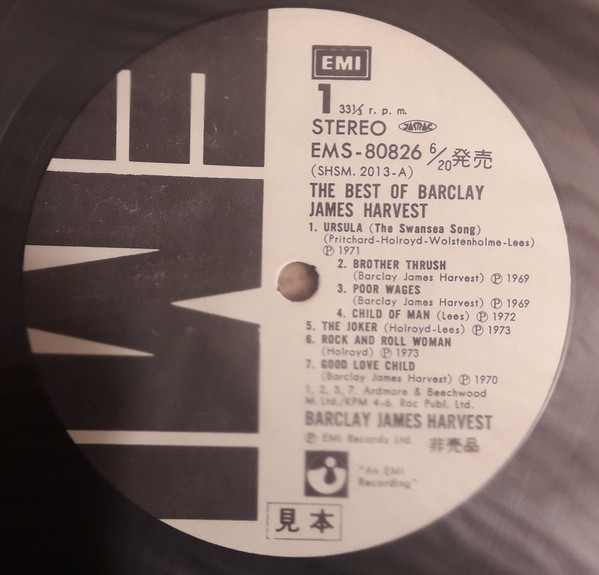 EMI
1 33⅓ r. p. m.
STEREO JASRAC
EMS-80826 6/20発売
(SHSM. 2013-A)
THE BEST OF BARCLAY
JAMES HARVEST
1. URSULA (The Swansea Song)
(Pritchard-Holroyd-Wolstenholme-Lees)
Ⓟ 1971
2. BROTHER THRUSH
(Barclay James Harvest) Ⓟ 1969
3. POOR WAGES
(Barclay James Harvest) Ⓟ 1969
4. CHILD OF MAN (Lees) Ⓟ 1972
5. THE JOKER (Holroyd-Lees) Ⓟ 1973
6. ROCK AND ROLL WOMAN
(Holroyd) Ⓟ 1973
7. GOOD LOVE CHILD
(Barclay James Harvest) Ⓟ 1970
1, 2, 3, 7, Ardmore & Beechwood
M. Ltd./KPM 4-6. Rac Publ. Ltd.
BARCLAY JAMES HARVEST
Ⓟ EMI Records Ltd. 非売品
"An EMI
Recording"
見本
EMI